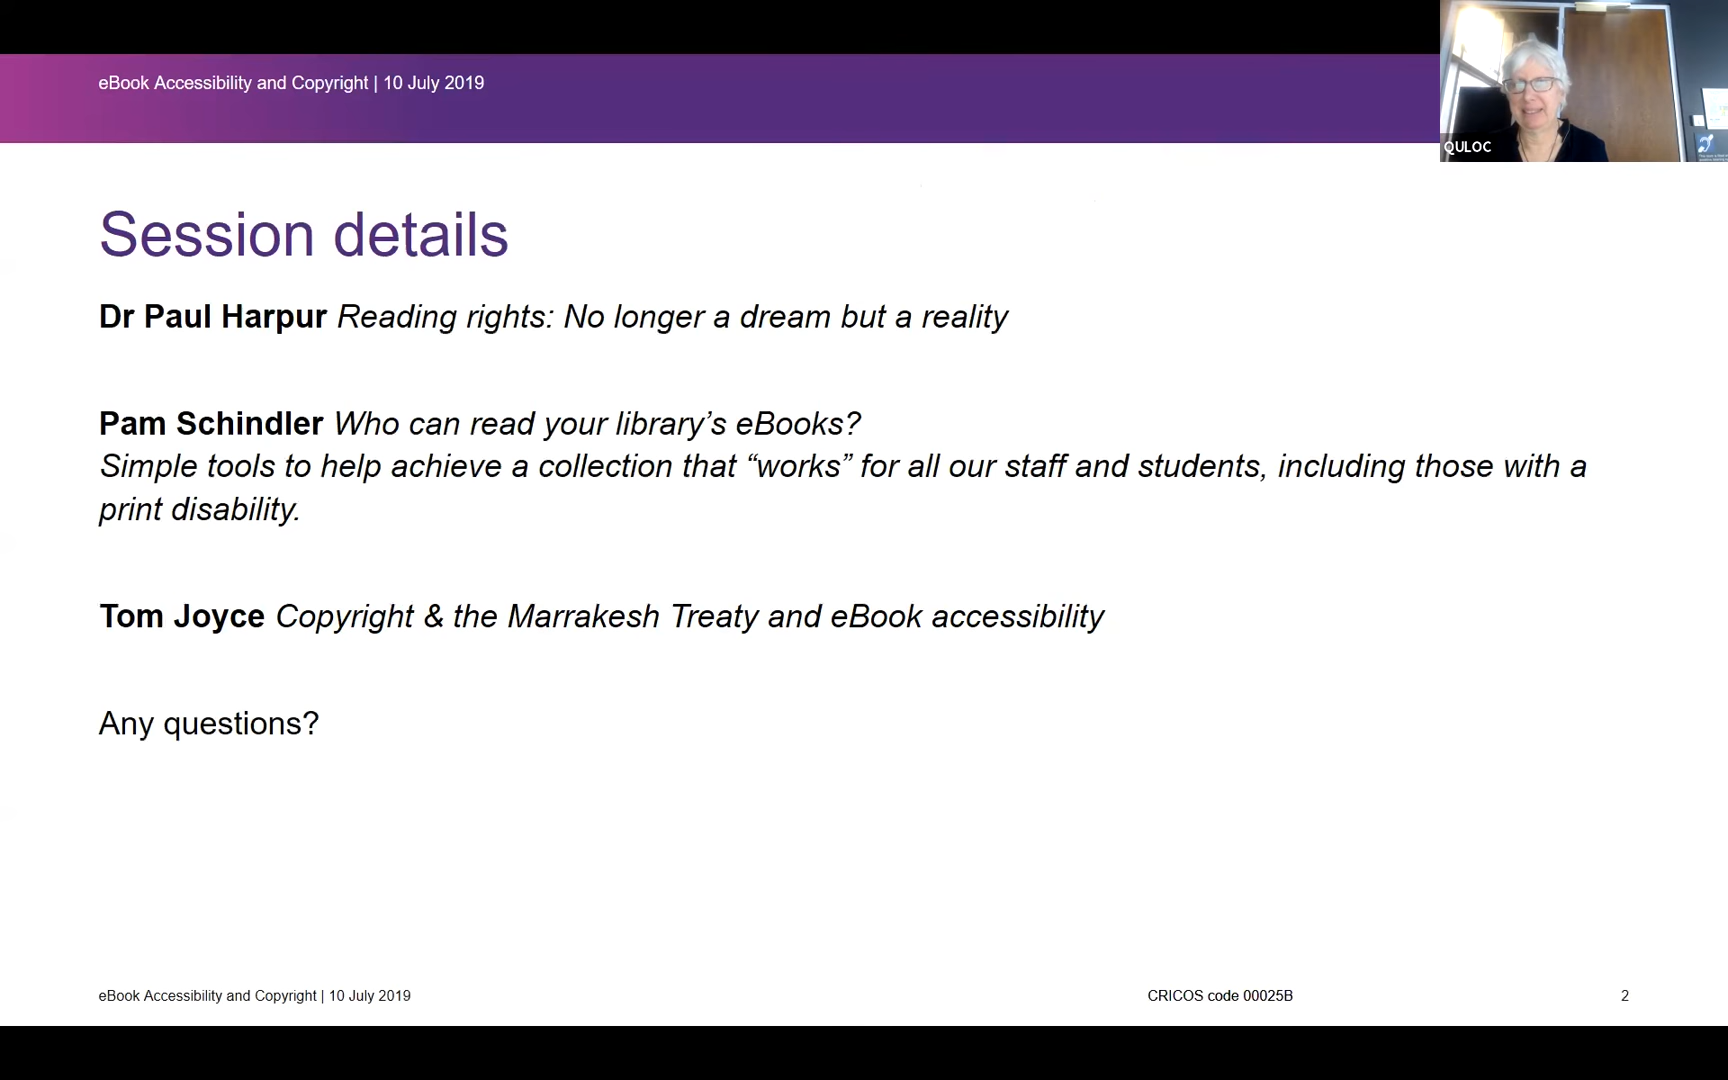 eBook Accessibility and Copyright | 10 July 2019
QULOC
Session details
Dr Paul Harpur Reading rights: No longer a dream but a reality
Pam Schindler Who can read your library’s eBooks?
Simple tools to help achieve a collection that “works” for all our staff and students, including those with a
print disability.
Tom Joyce Copyright & the Marrakesh Treaty and eBook accessibility
Any questions?
eBook Accessibility and Copyright | 10 July 2019
CRICOS code 00025B
2